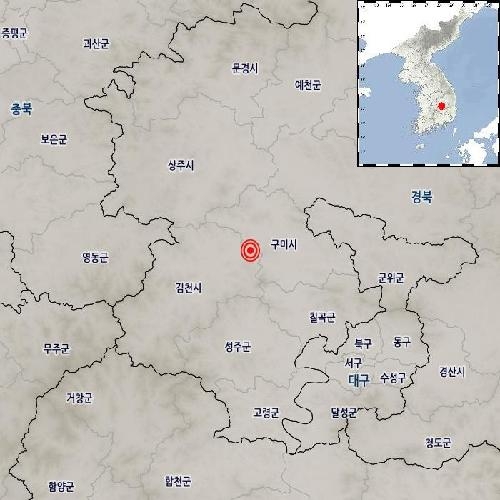 증평군
괴산군
문경시
예천군
충북
보은군
상주시
경북
구미시
영동군
군위군
김천시
칠곡군
무주군
성주군
북구
동구
서구
대구
수성구
경산시
거창군
고령군
달성군
청도군
함양군
합천군